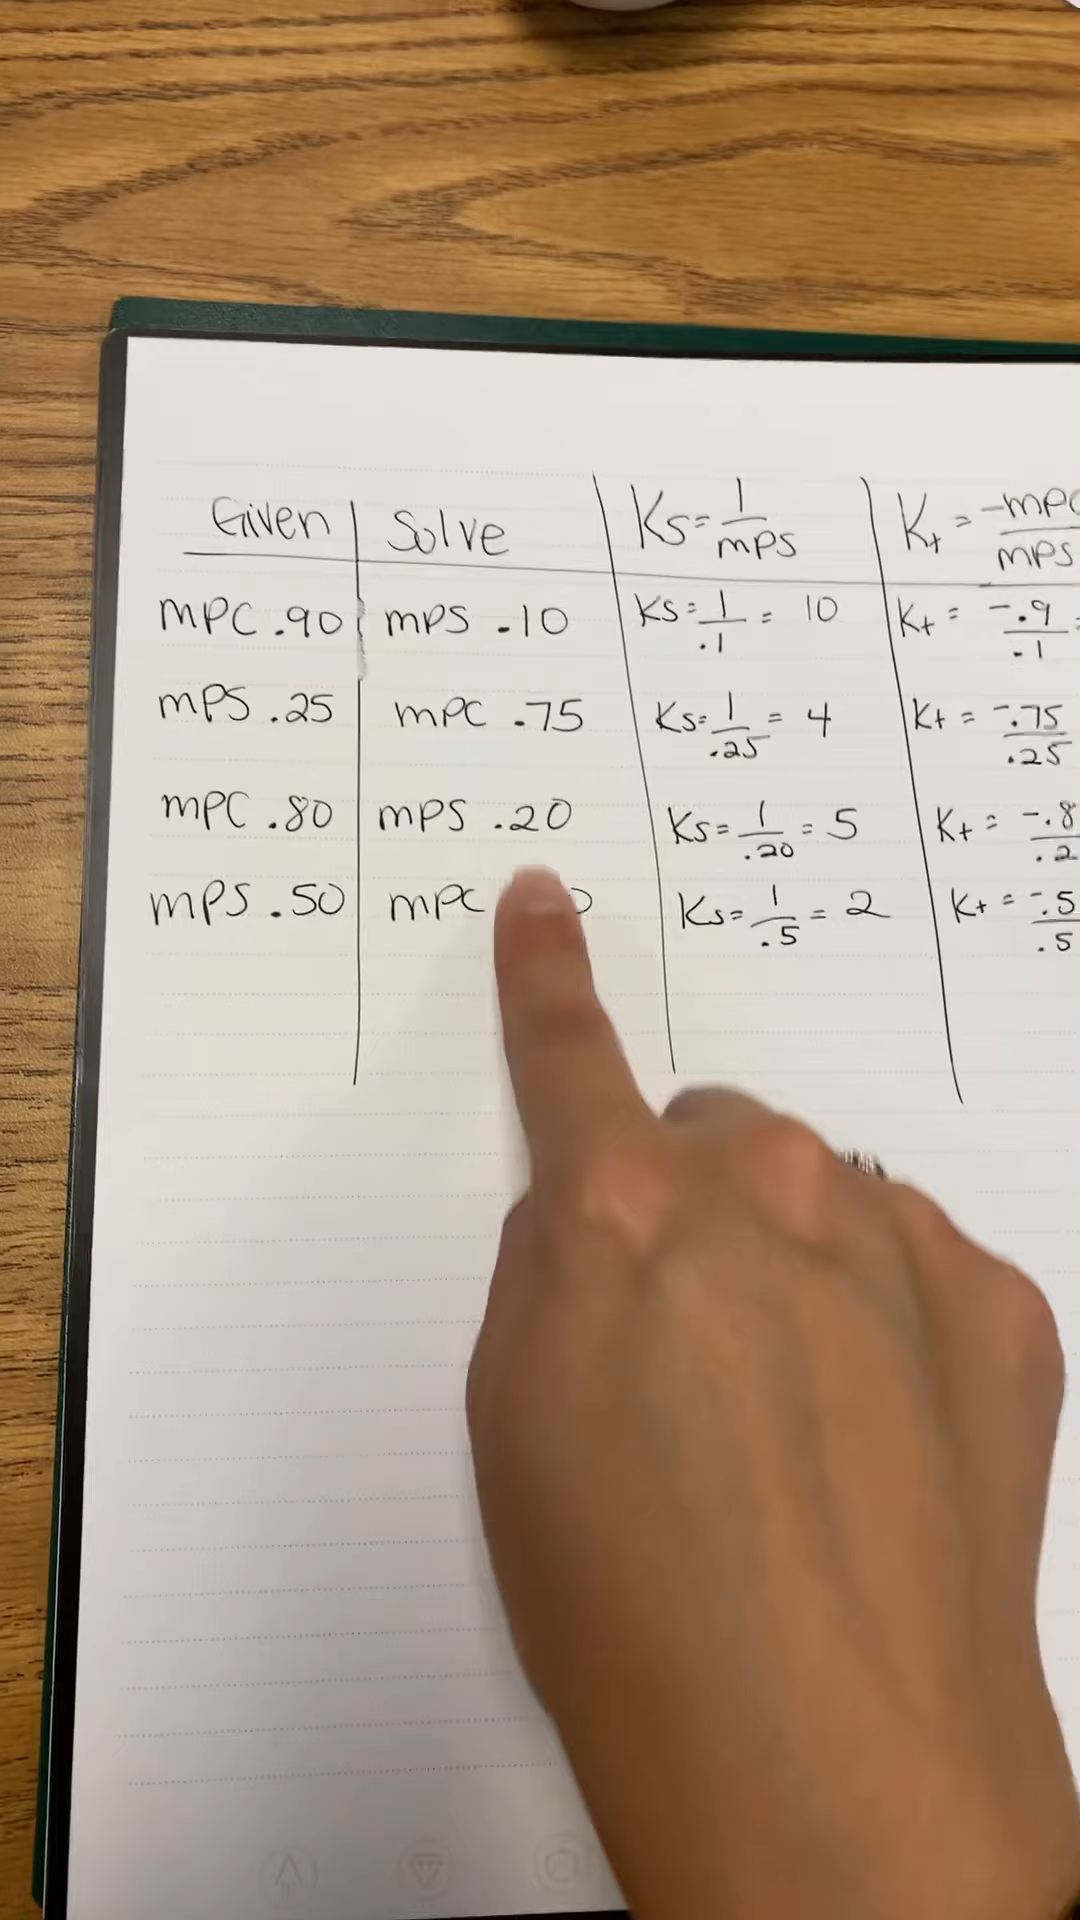 Given Solve Ks = 1/mps Kt = -mpc/mps
mpc .90 mps .10 Ks = 1/.1 = 10 Kt = -.9/.1 =
mps .25 mpc .75 Ks = 1/.25 = 4 Kt = -.75/.25
mpc .80 mps .20 Ks = 1/.20 = 5 Kt = -.8/.2
mps .50 mpc Ks = 1/.5 = 2 Kt = -.5/.5